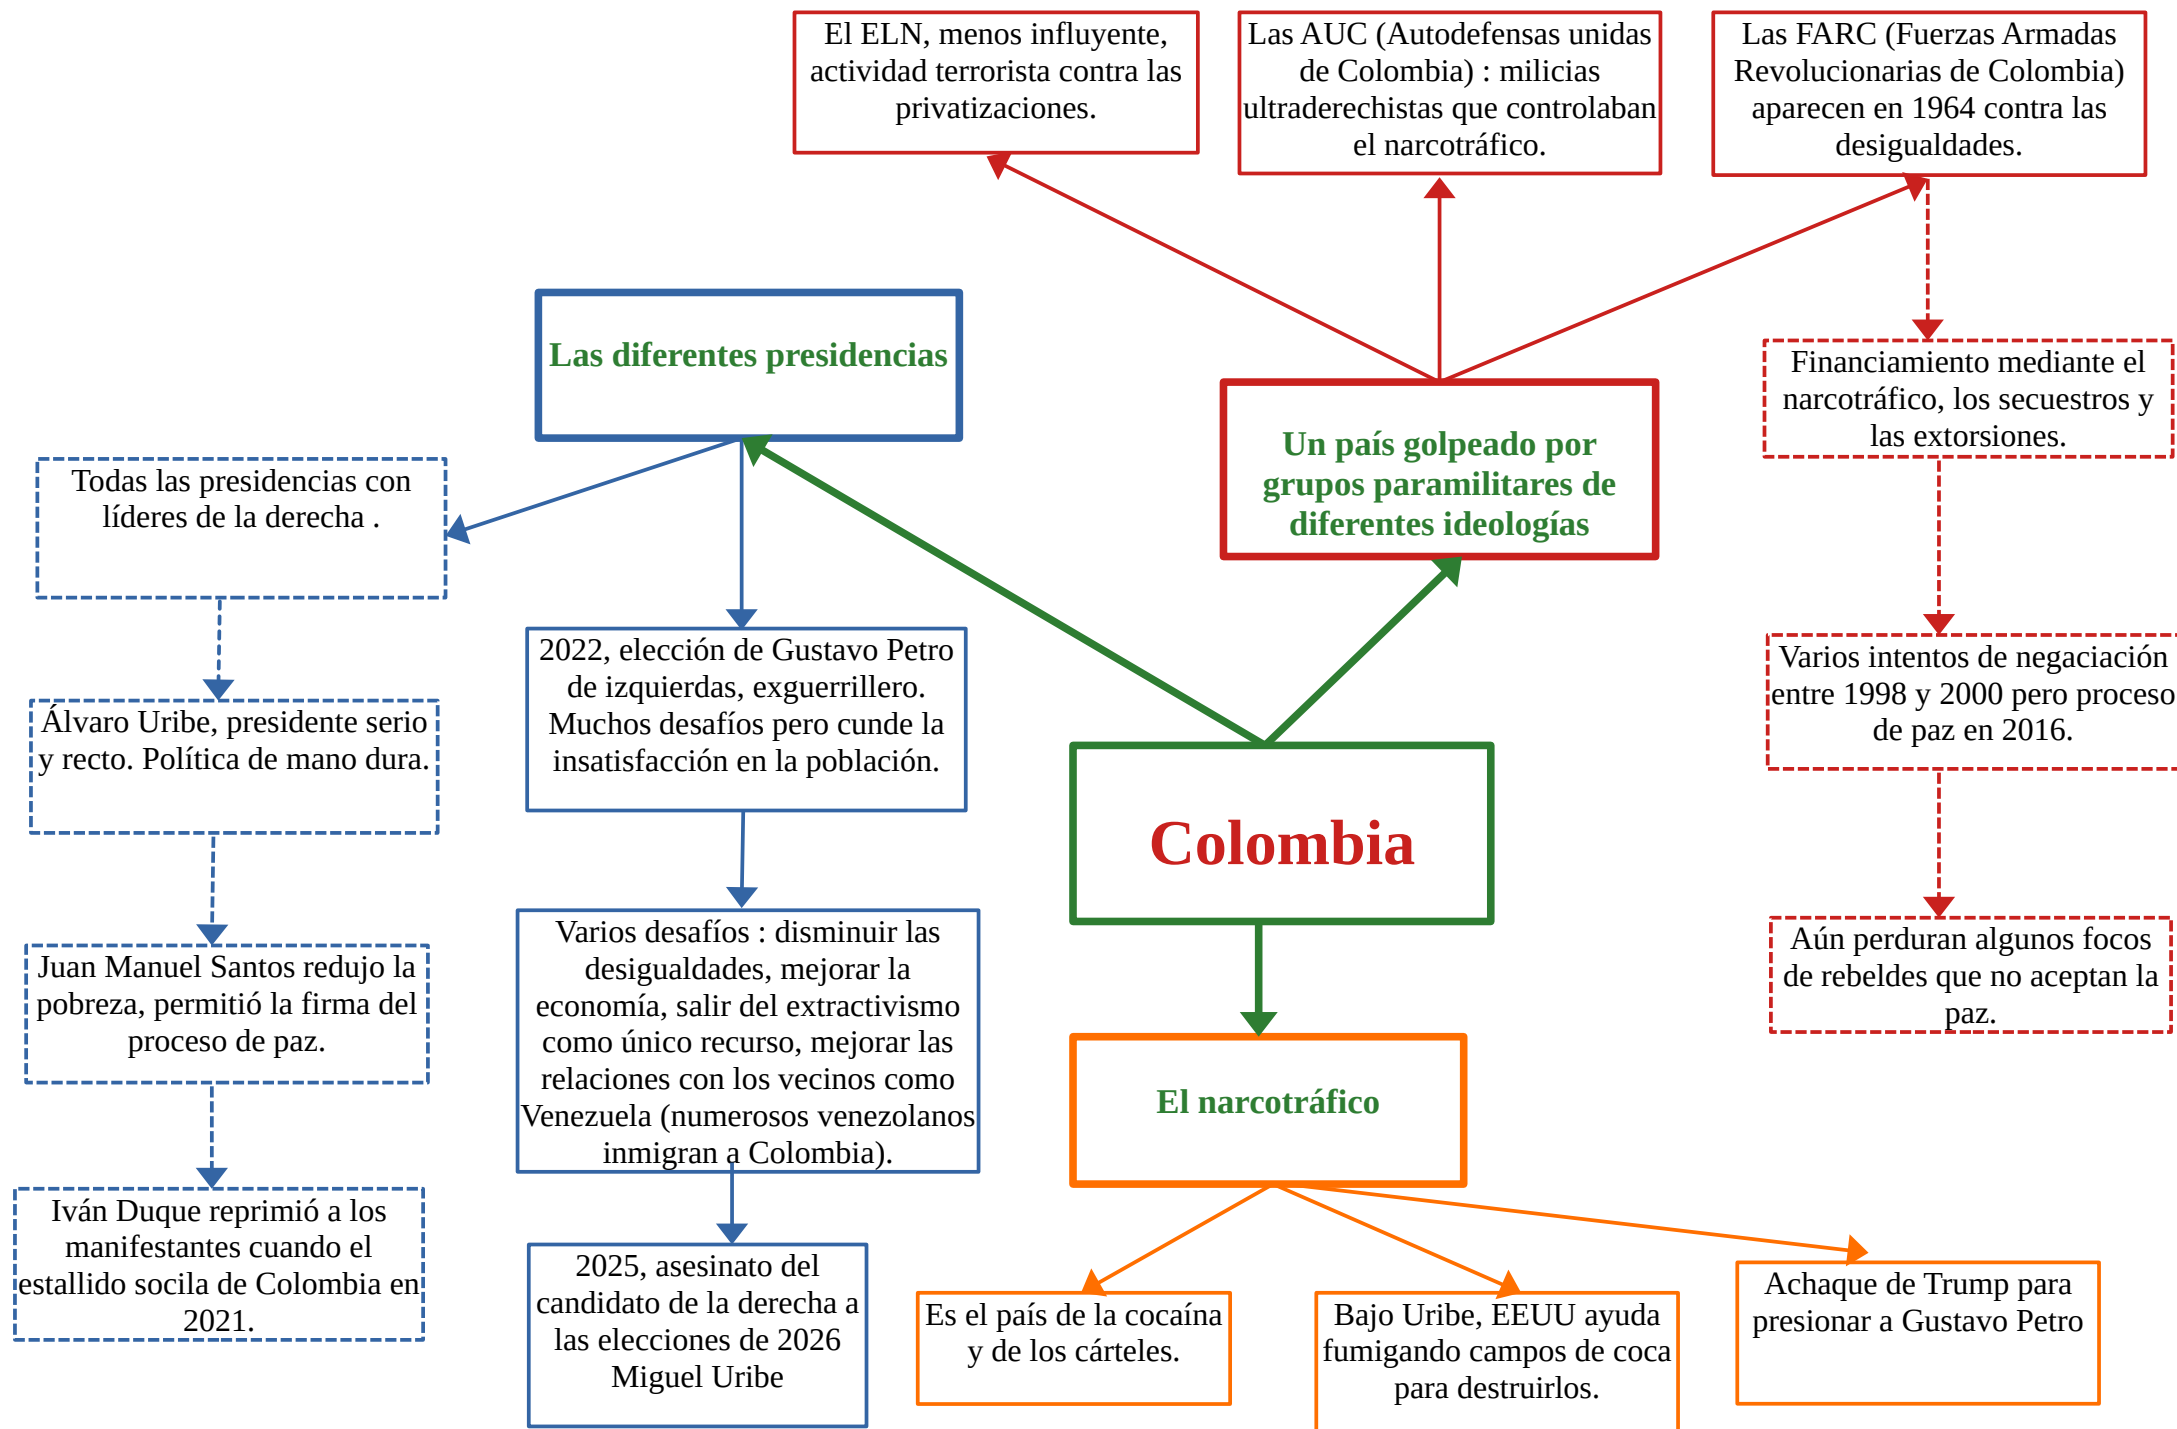 El ELN, menos influyente,
actividad terrorista contra las
privatizaciones.
Las AUC (Autodefensas unidas
de Colombia) : milicias
ultraderechistas que controlaban
el narcotráfico.
Las FARC (Fuerzas Armadas
Revolucionarias de Colombia)
aparecen en 1964 contra las
desigualdades.
Las diferentes presidencias
Un país golpeado por
grupos paramilitares de
diferentes ideologías
Financiamiento mediante el
narcotráfico, los secuestros y
las extorsiones.
Todas las presidencias con
líderes de la derecha .
2022, elección de Gustavo Petro
de izquierdas, exguerrillero.
Muchos desafíos pero cunde la
insatisfacción en la población.
Varios intentos de negaciación
entre 1998 y 2000 pero proceso
de paz en 2016.
Álvaro Uribe, presidente serio
y recto. Política de mano dura.
Colombia
Varios desafíos : disminuir las
desigualdades, mejorar la
economía, salir del extractivismo
como único recurso, mejorar las
relaciones con los vecinos como
Venezuela (numerosos venezolanos
inmigran a Colombia).
Aún perduran algunos focos
de rebeldes que no aceptan la
paz.
Juan Manuel Santos redujo la
pobreza, permitió la firma del
proceso de paz.
El narcotráfico
Iván Duque reprimió a los
manifestantes cuando el
estallido socila de Colombia en
2021.
2025, asesinato del
candidato de la derecha a
las elecciones de 2026
Miguel Uribe
Es el país de la cocaína
y de los cárteles.
Bajo Uribe, EEUU ayuda
fumigando campos de coca
para destruirlos.
Achaque de Trump para
presionar a Gustavo Petro